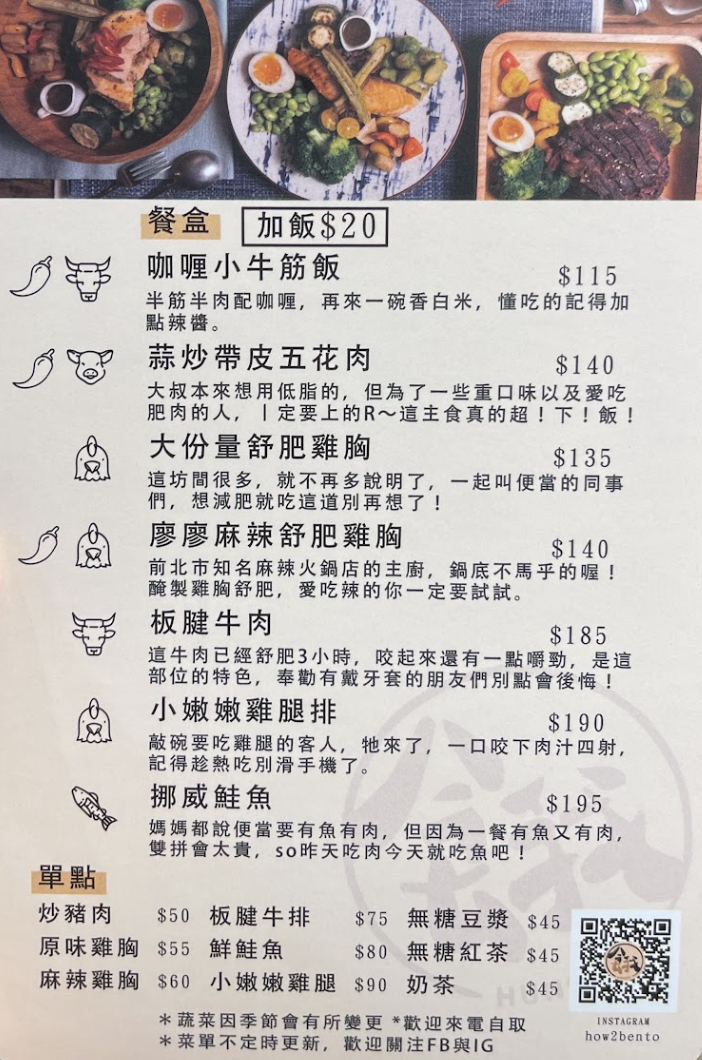 餐盒 加飯$20
咖喱小牛筋飯 $115
半筋半肉配咖喱，再來一碗香白米，懂吃的記得加
點辣醬。
蒜炒帶皮五花肉 $140
大叔本來想用低脂的，但為了一些重口味以及愛吃
肥肉的人，｜定要上的R～這主食真的超！下！飯！
大份量舒肥雞胸 $135
這坊間很多，就不再多說明了，一起叫便當的同事
們，想減肥就吃這道別再想了！
廖廖麻辣舒肥雞胸 $140
前北市知名麻辣火鍋店的主廚，鍋底不馬乎的喔！
醃製雞胸舒肥，愛吃辣的你一定要試試。
板腱牛肉 $185
這牛肉已經舒肥3小時，咬起來還有一點嚼勁，是這
部位的特色，奉勸有戴牙套的朋友們別點會後悔！
小嫩嫩雞腿排 $190
敲碗要吃雞腿的客人，牠來了，一口咬下肉汁四射，
記得趁熱吃別滑手機了。
挪威鮭魚 $195
媽媽都說便當要有魚有肉，但因為一餐有魚又有肉，
雙拼會太貴，so昨天吃肉今天就吃魚吧！
單點
炒豬肉 $50 板腱牛排 $75 無糖豆漿 $45
原味雞胸 $55 鮮鮭魚 $80 無糖紅茶 $45
麻辣雞胸 $60 小嫩嫩雞腿 $90 奶茶 $45
INSTAGRAM
how2bento
＊蔬菜因季節會有所變更 *歡迎來電自取
＊菜單不定時更新，歡迎關注FB與IG